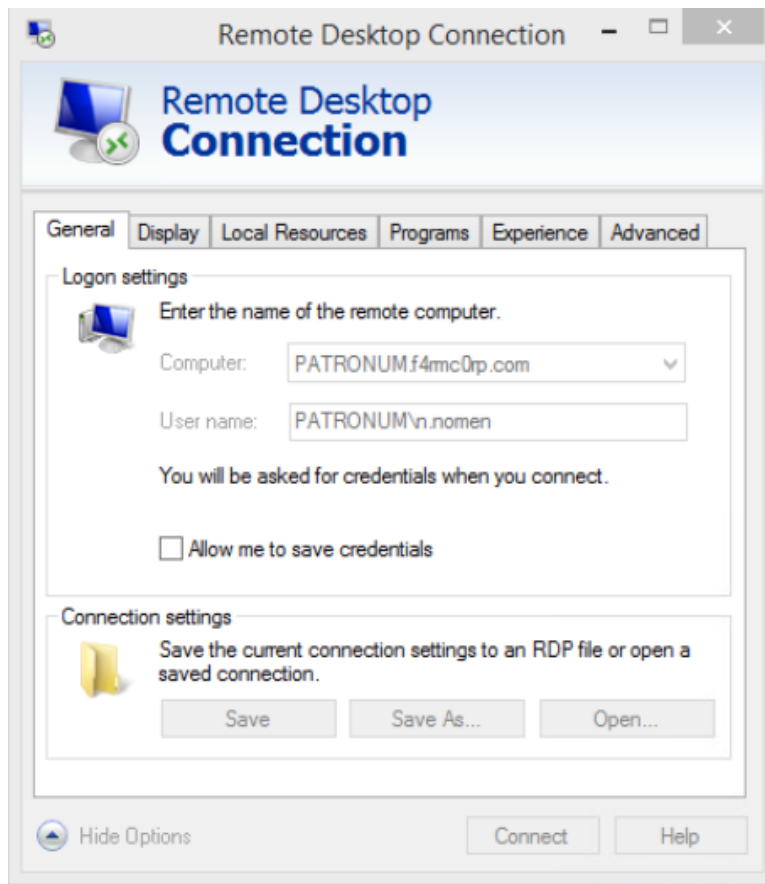 Remote Desktop Connection
Remote Desktop
Connection
General Display Local Resources Programs Experience Advanced
Logon settings
Enter the name of the remote computer.
Computer: PATRONUM.f4rmc0rp.com
User name: PATRONUM\n.nomen
You will be asked for credentials when you connect.
Allow me to save credentials
Connection settings
Save the current connection settings to an RDP file or open a
saved connection.
Save Save As... Open...
Hide Options Connect Help